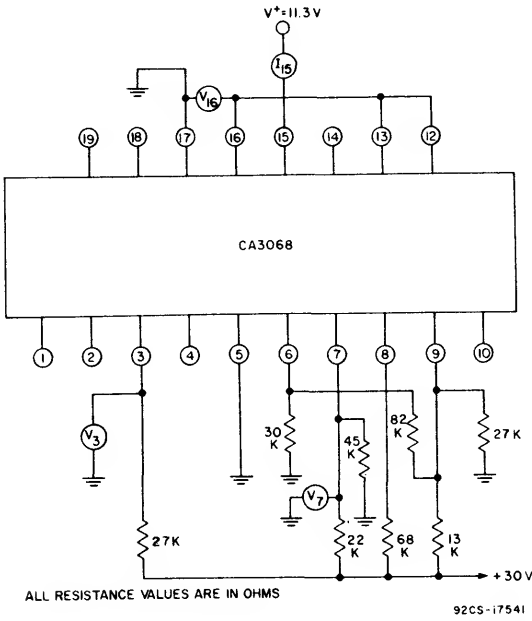 V+=11.3 V
I15
V16
19 18 17 16 15 14 13 12
CA3068
1 2 3 4 5 6 7 8 9 10
V3
30 K
45 K
82 K
27K
V7
27K
22 K
68 K
13 K
+30V
ALL RESISTANCE VALUES ARE IN OHMS
92CS-17541